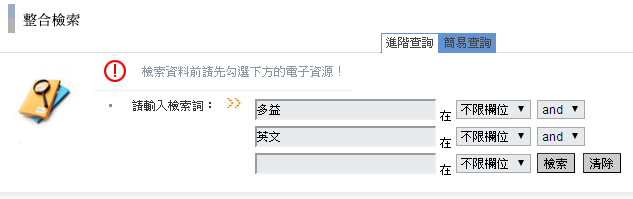 整合檢索
進階查詢 簡易查詢
檢索資料前請先勾選下方的電子資源！
請輸入檢索詞： 多益 在 不限欄位 and
英文 在 不限欄位 and
在 不限欄位 檢索 清除